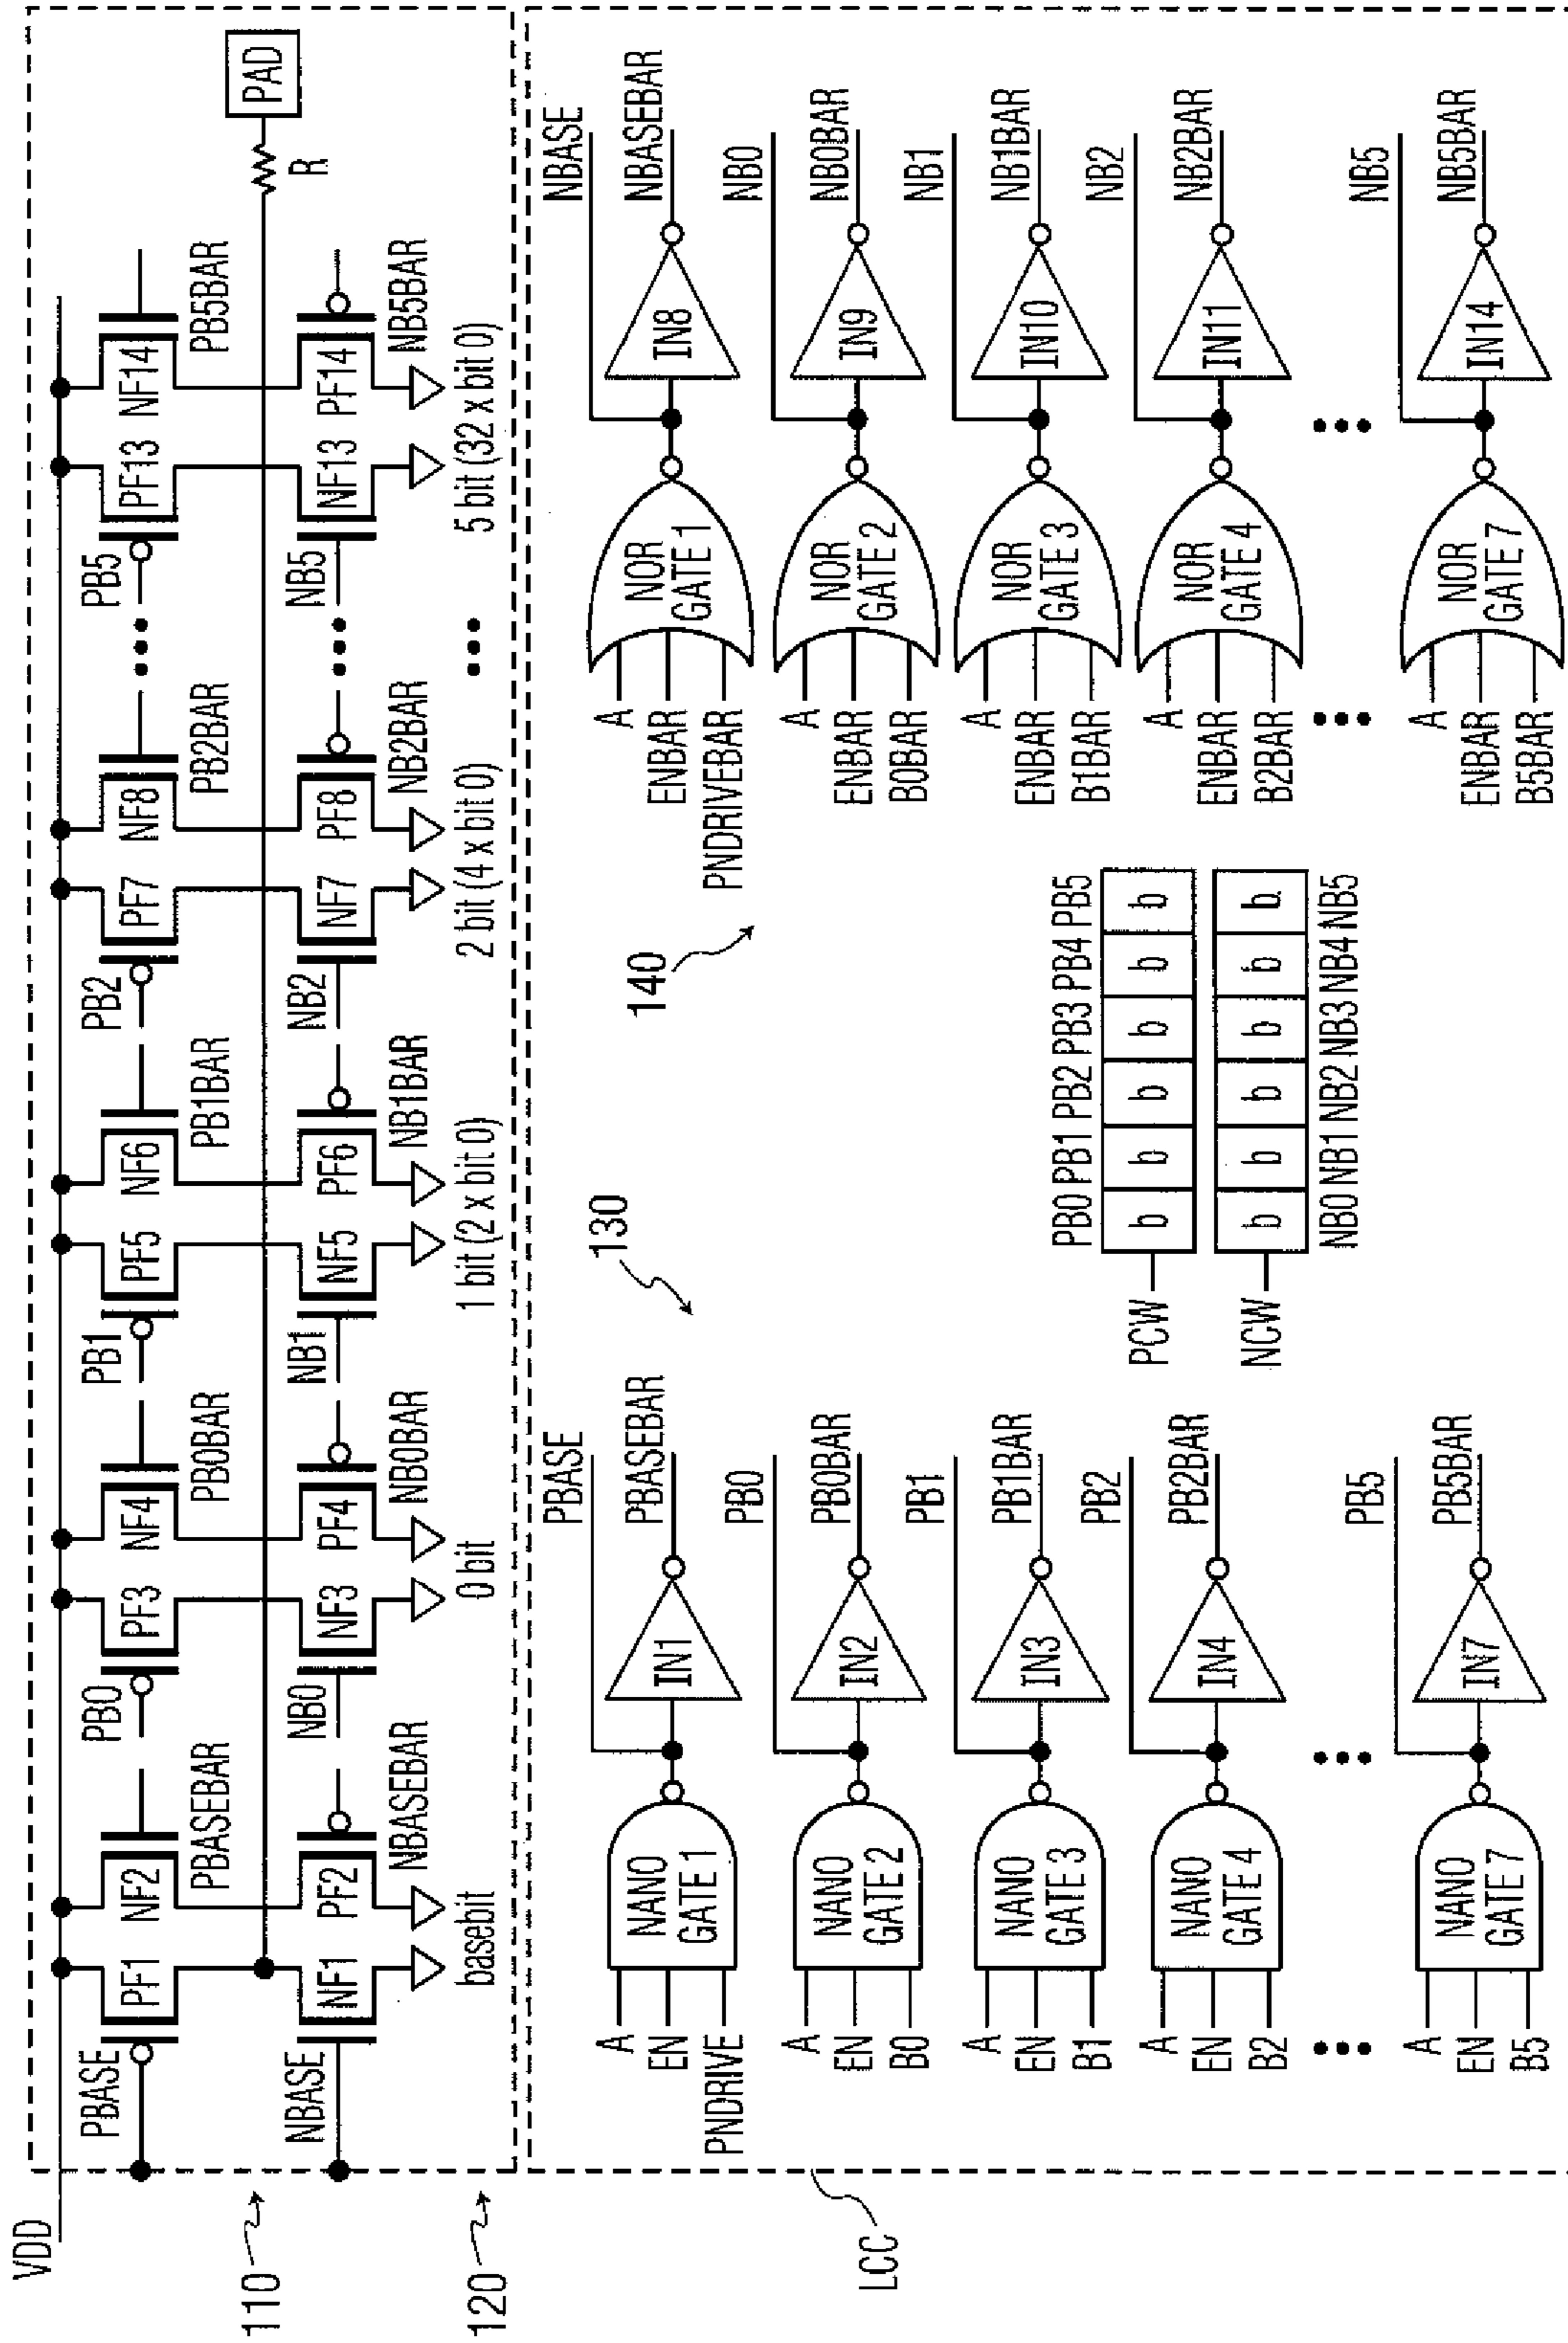 VDD
110
120
PBASE
PF1
NF2
PBASEBAR
PB0
PF3
NF4
PB0BAR
PB1
PF5
NF6
PB1BAR
PB2
PF7
NF8
PB2BAR
PB5
PF13
NF14
PB5BAR
PAD
R
NBASE
NF1
PF2
NBASEBAR
NB0
NF3
PF4
NB0BAR
NB1
NF5
PF6
NB1BAR
NB2
NF7
PF8
NB2BAR
NB5
NF13
PF14
NB5BAR
basebit
0 bit
1 bit (2 x bit 0)
2 bit (4 x bit 0)
5 bit (32 x bit 0)
LCC
130
A
EN
PNDRIVE
NANO
GATE 1
IN1
PBASE
PBASEBAR
A
EN
B0
NANO
GATE 2
IN2
PB0
PB0BAR
A
EN
B1
NANO
GATE 3
IN3
PB1
PB1BAR
A
EN
B2
NANO
GATE 4
IN4
PB2
PB2BAR
A
EN
B5
NANO
GATE 7
IN7
PB5
PB5BAR
PB0 PB1 PB2 PB3 PB4 PB5
PCW b b b b b b
NCW b b b b b b
NB0 NB1 NB2 NB3 NB4 NB5
140
A
ENBAR
PNDRIVEBAR
NOR
GATE 1
IN8
NBASE
NBASEBAR
A
ENBAR
B0BAR
NOR
GATE 2
IN9
NB0
NB0BAR
A
ENBAR
B1BAR
NOR
GATE 3
IN10
NB1
NB1BAR
A
ENBAR
B2BAR
NOR
GATE 4
IN11
NB2
NB2BAR
A
ENBAR
B5BAR
NOR
GATE 7
IN14
NB5
NB5BAR